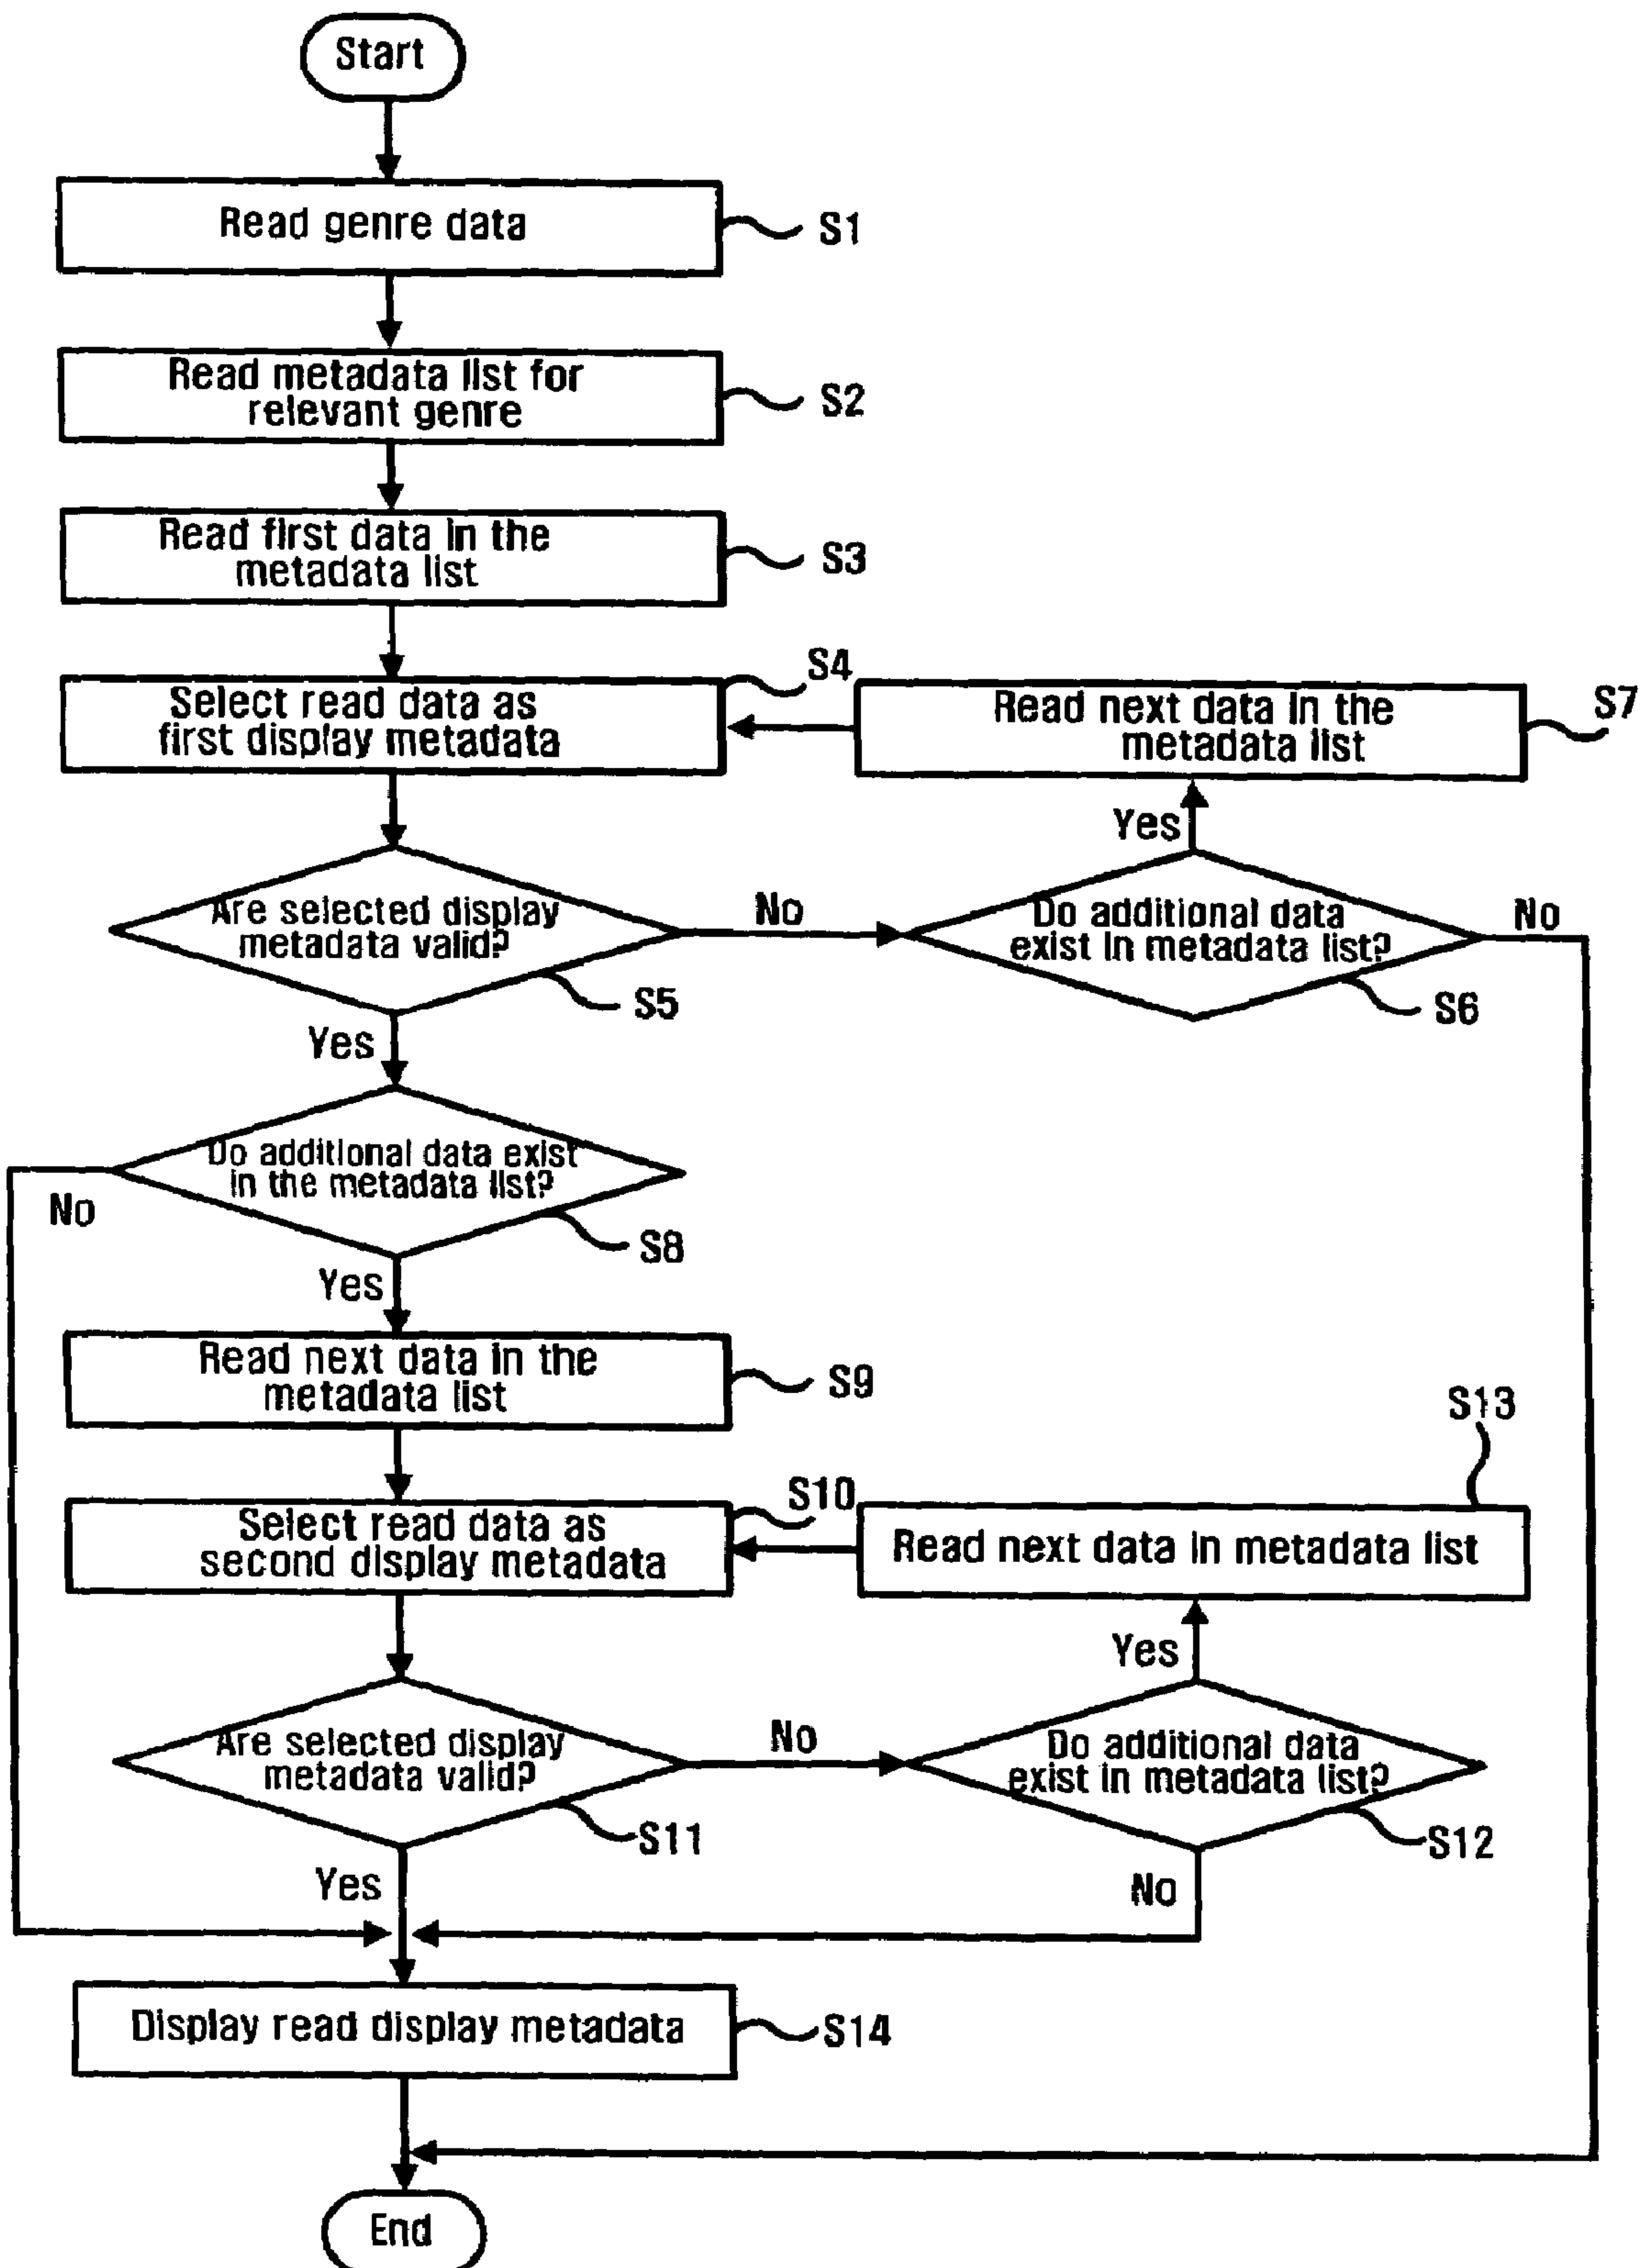 Start
Read genre data
S1
Read metadata list for
relevant genre
S2
Read first data in the
metadata list
S3
Select read data as
first display metadata
S4
Read next data in the
metadata list
S7
Yes
Are selected display
metadata valid?
S5
No
Do additional data
exist in metadata list?
S6
No
Yes
Do additional data exist
in the metadata list?
S8
No
Yes
Read next data in the
metadata list
S9
Select read data as
second display metadata
S10
Read next data in metadata list
S13
Yes
Are selected display
metadata valid?
S11
No
Do additional data
exist in metadata list?
S12
Yes
No
Display read display metadata
S14
End